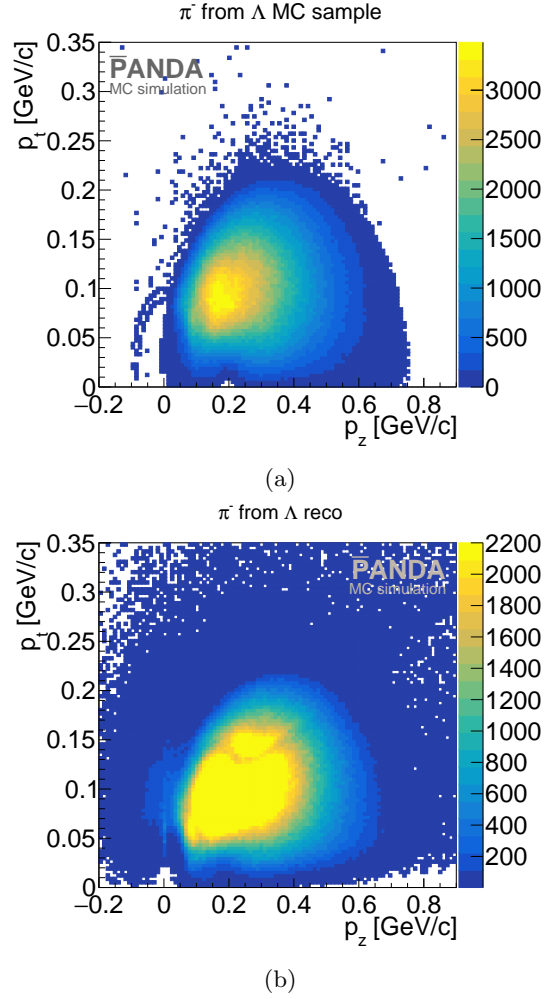 π⁻ from Λ MC sample
p_t [GeV/c]
0.35
0.3
0.25
0.2
0.15
0.1
0.05
0
P̅ANDA
MC simulation
3000
2500
2000
1500
1000
500
0
−0.2 0 0.2 0.4 0.6 0.8
p_z [GeV/c]
(a)
π⁻ from Λ reco
p_t [GeV/c]
0.35
0.3
0.25
0.2
0.15
0.1
0.05
0
P̅ANDA
MC simulation
2200
2000
1800
1600
1400
1200
1000
800
600
400
200
−0.2 0 0.2 0.4 0.6 0.8
p_z [GeV/c]
(b)